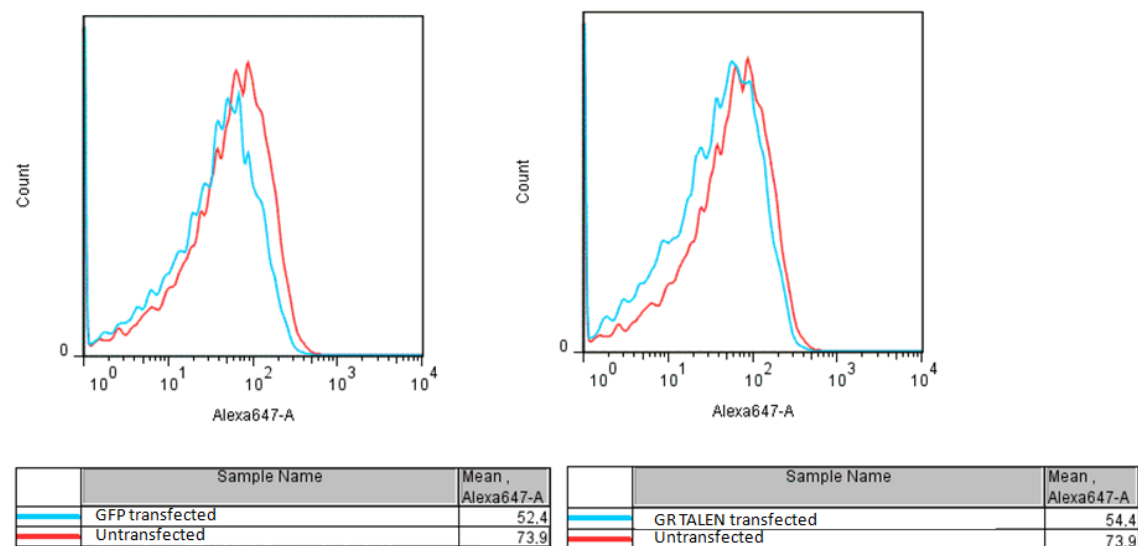 Count
0
10^0 10^1 10^2 10^3 10^4
Alexa647-A
Count
0
10^0 10^1 10^2 10^3 10^4
Alexa647-A
Sample Name Mean ,
Alexa647-A
GFP transfected 52,4
Untransfected 73,9
Sample Name Mean ,
Alexa647-A
GR TALEN transfected 54,4
Untransfected 73,9